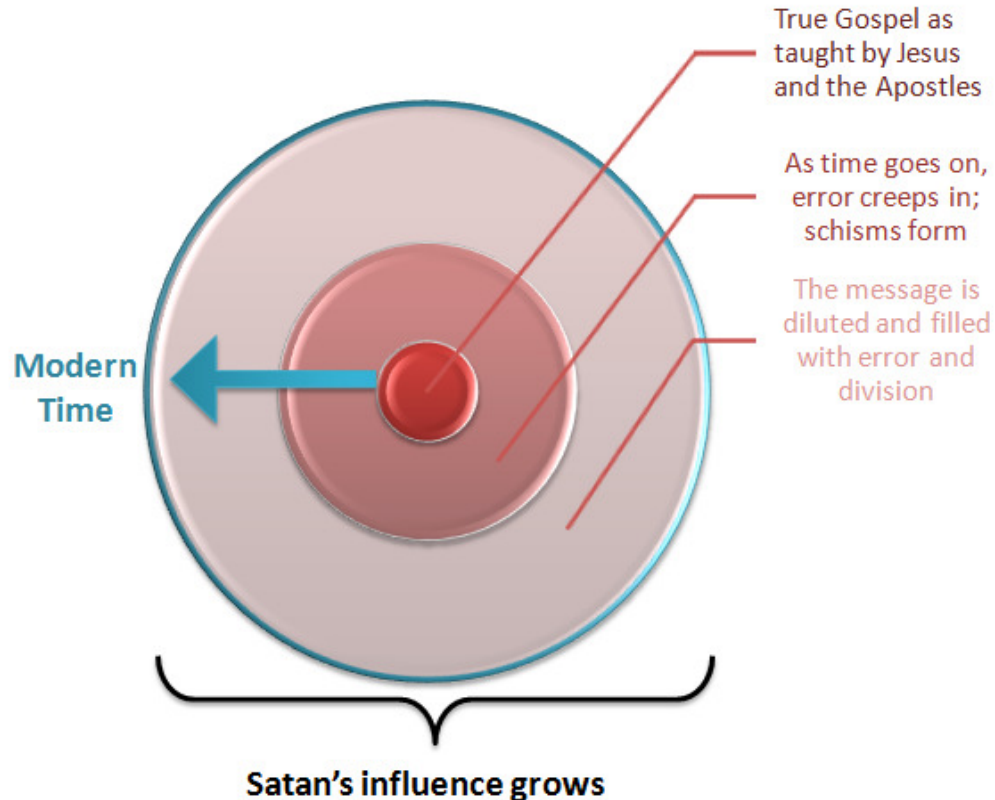 True Gospel as
taught by Jesus
and the Apostles
As time goes on,
error creeps in;
schisms form
The message is
diluted and filled
with error and
division
Modern
Time
Satan's influence grows